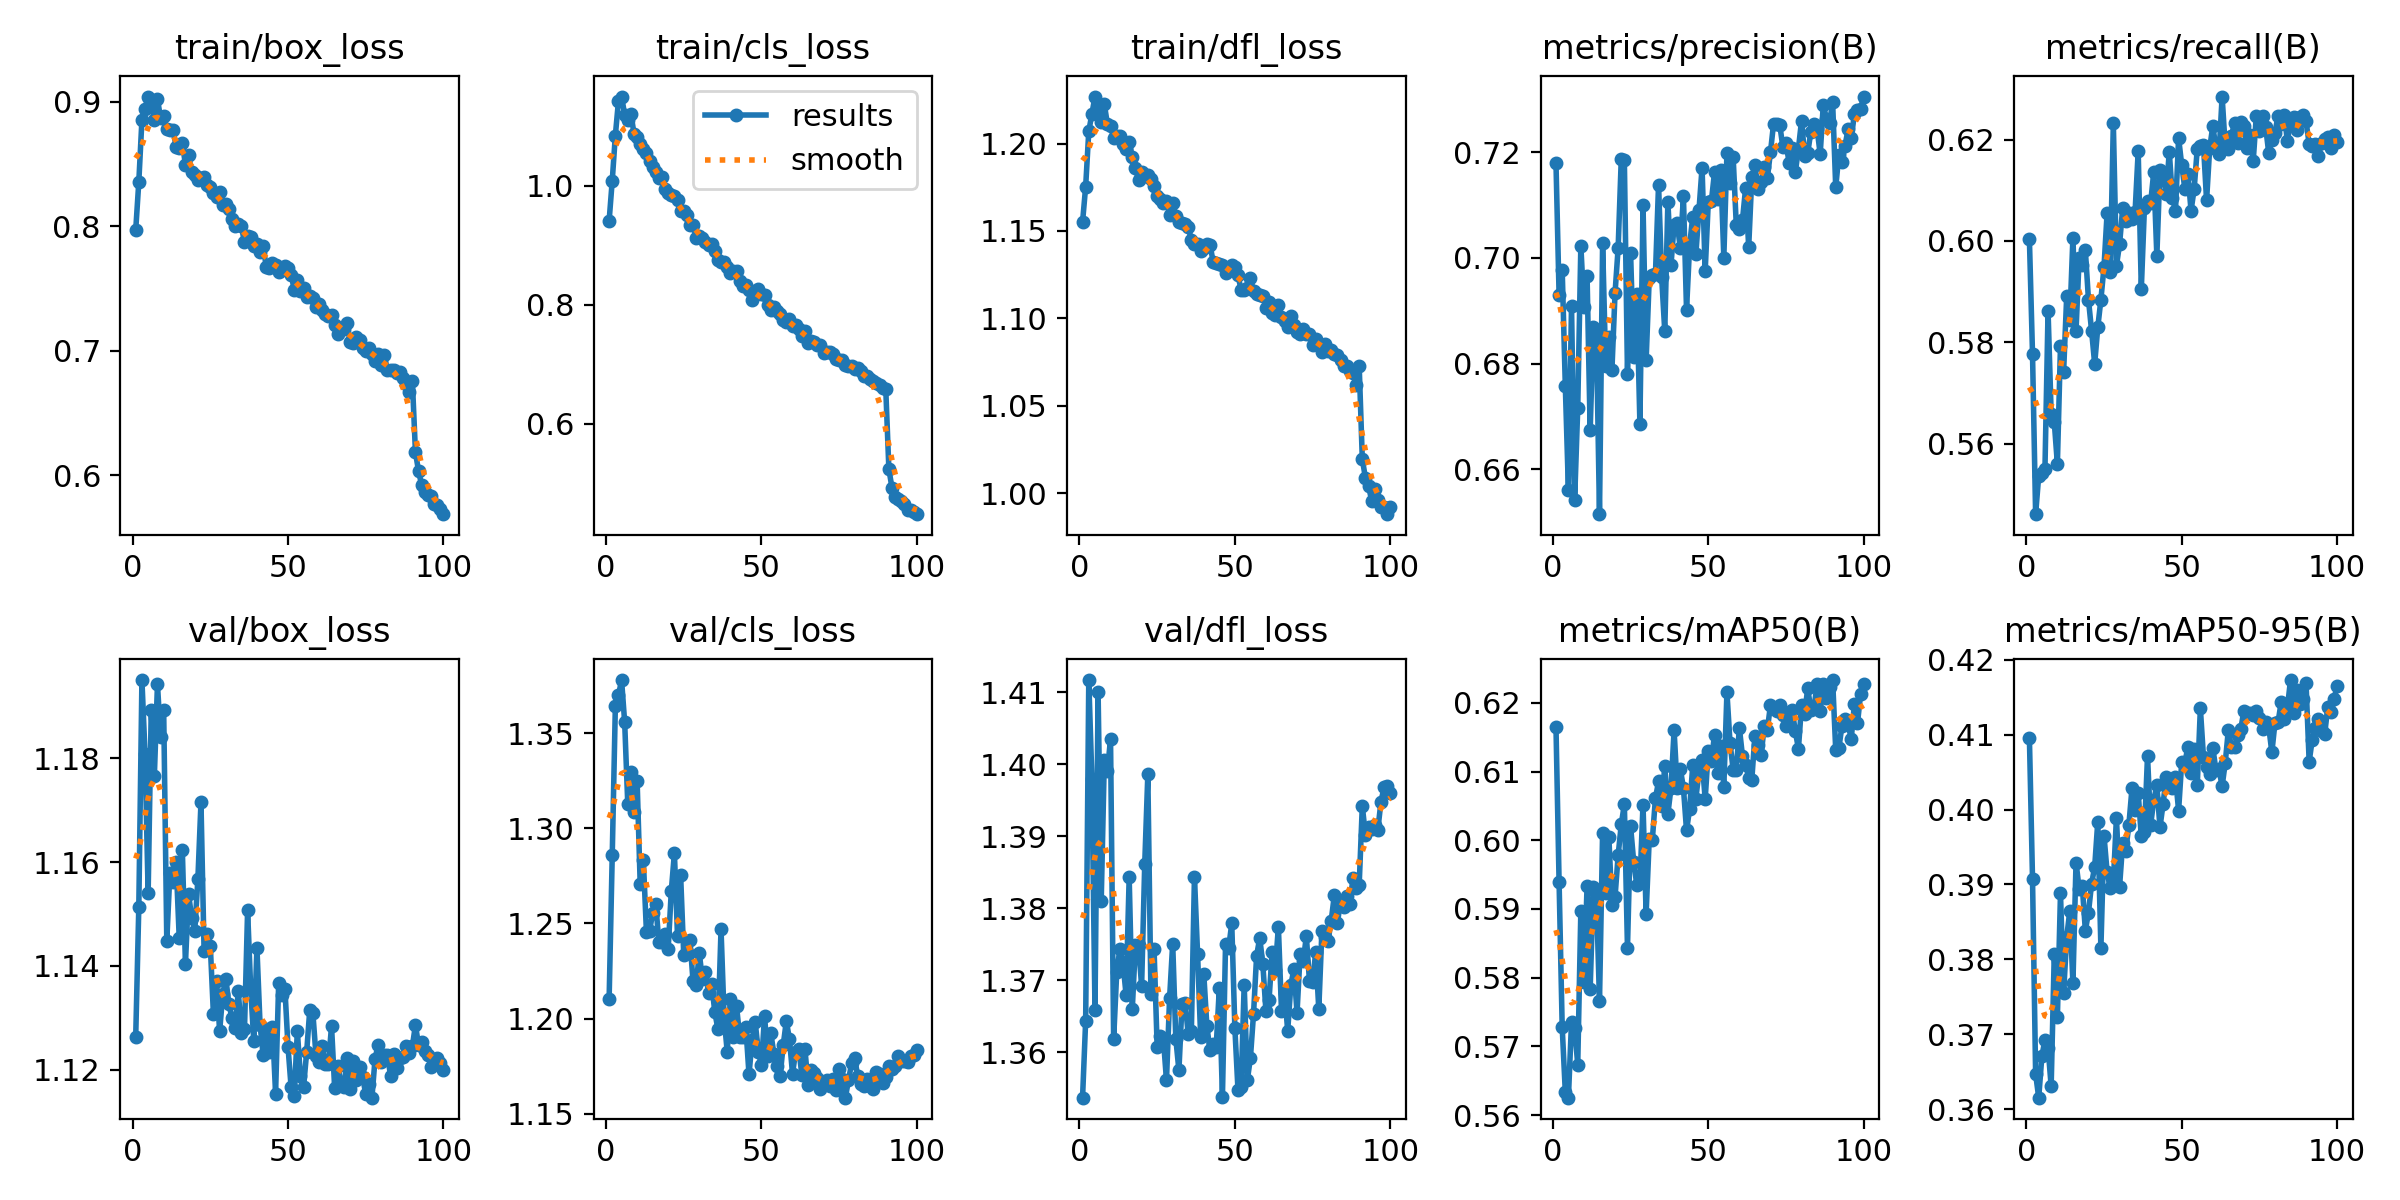 train/box_loss
0.9
0.8
0.7
0.6
0 50 100
train/cls_loss
results
smooth
1.0
0.8
0.6
0 50 100
train/dfl_loss
1.20
1.15
1.10
1.05
1.00
0 50 100
metrics/precision(B)
0.72
0.70
0.68
0.66
0 50 100
metrics/recall(B)
0.62
0.60
0.58
0.56
0 50 100
val/box_loss
1.18
1.16
1.14
1.12
0 50 100
val/cls_loss
1.35
1.30
1.25
1.20
1.15
0 50 100
val/dfl_loss
1.41
1.40
1.39
1.38
1.37
1.36
0 50 100
metrics/mAP50(B)
0.62
0.61
0.60
0.59
0.58
0.57
0.56
0 50 100
metrics/mAP50-95(B)
0.42
0.41
0.40
0.39
0.38
0.37
0.36
0 50 100